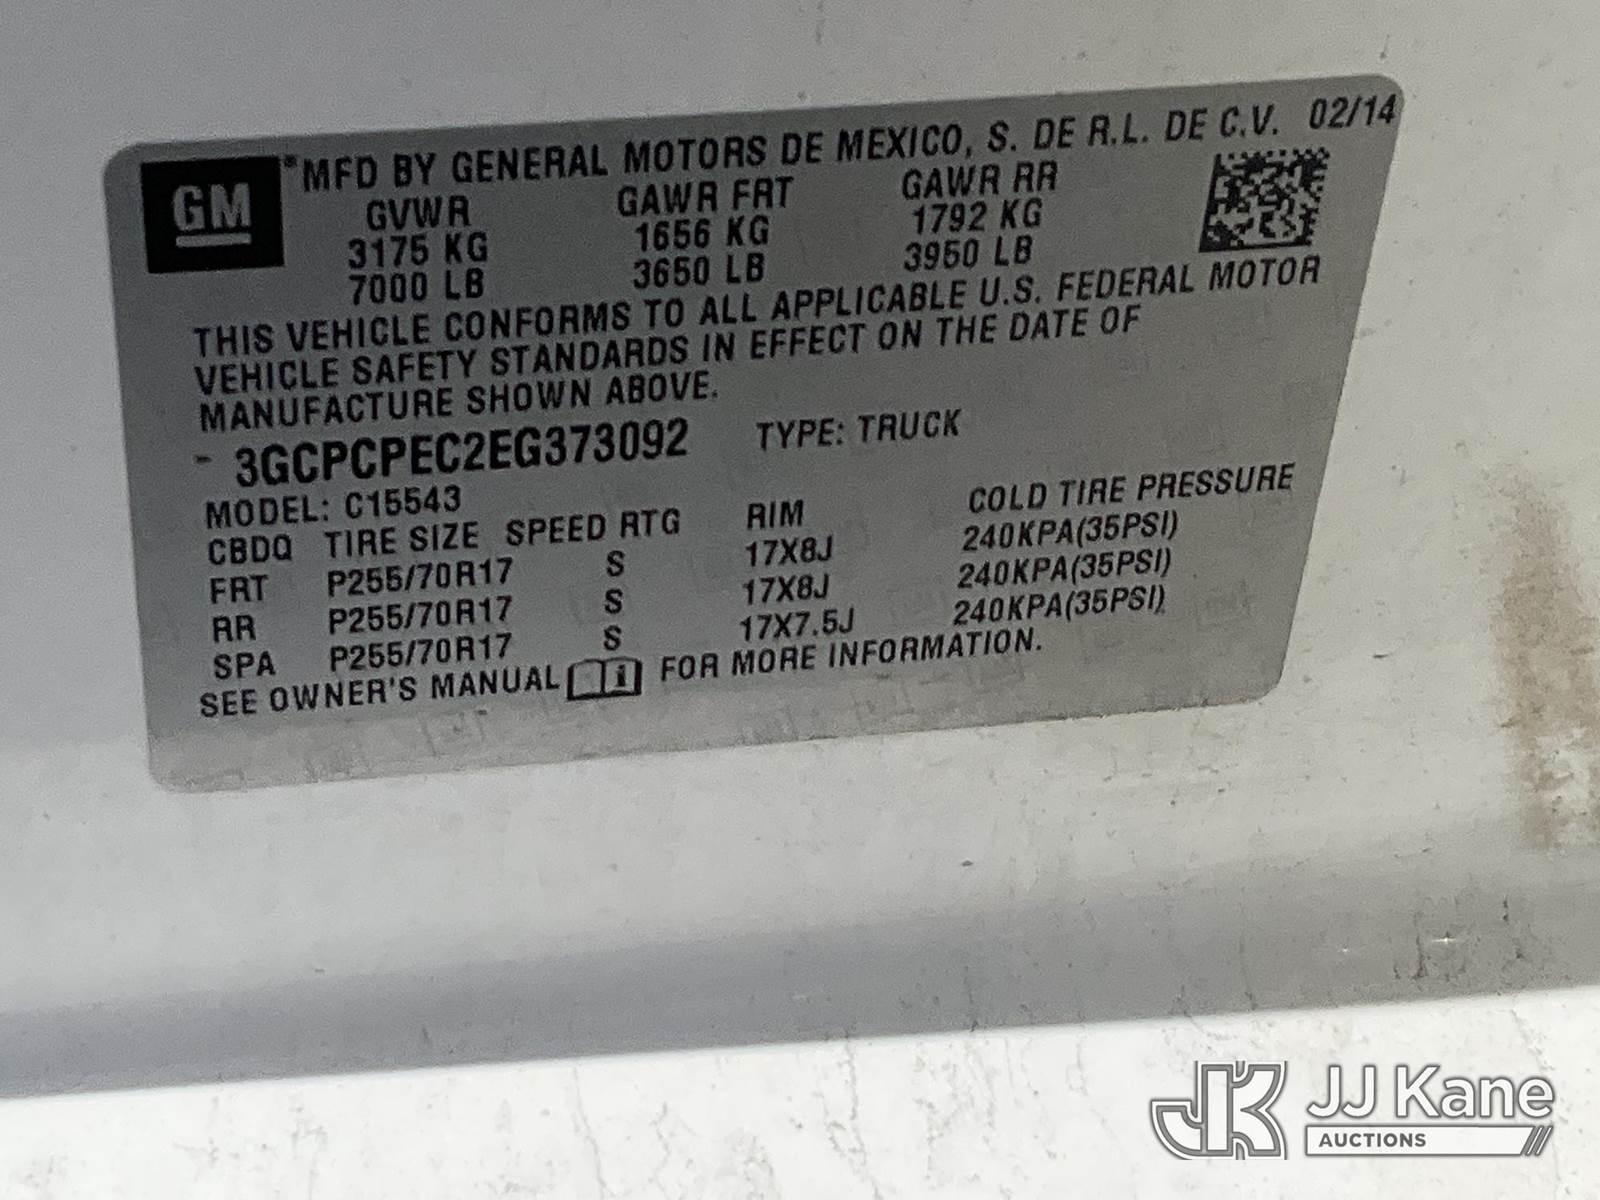 GM
MFD BY GENERAL MOTORS DE MEXICO, S. DE R.L. DE C.V. 02/14
GVWR GAWR FRT GAWR RR
3175 KG 1656 KG 1792 KG
7000 LB 3650 LB 3950 LB
THIS VEHICLE CONFORMS TO ALL APPLICABLE U.S. FEDERAL MOTOR
VEHICLE SAFETY STANDARDS IN EFFECT ON THE DATE OF
MANUFACTURE SHOWN ABOVE.
3GCPCPEC2EG373092 TYPE: TRUCK
MODEL: C15543
CBDQ TIRE SIZE SPEED RTG RIM COLD TIRE PRESSURE
FRT P255/70R17 S 17X8J 240KPA(35PSI)
RR P255/70R17 S 17X8J 240KPA(35PSI)
SPA P255/70R17 S 17X7.5J 240KPA(35PSI)
SEE OWNER'S MANUAL i FOR MORE INFORMATION.
JK JJ Kane
AUCTIONS